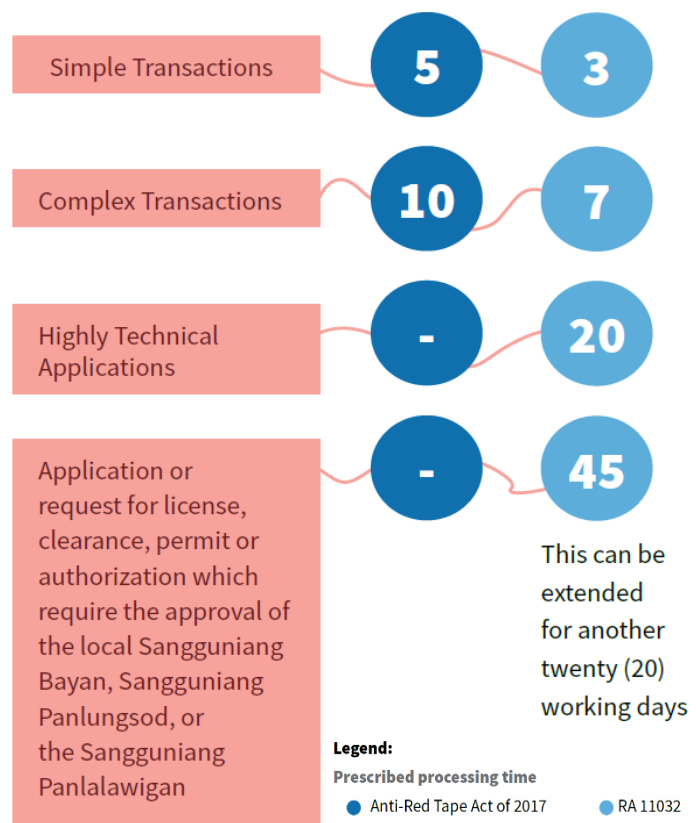 Simple Transactions
5
3
Complex Transactions
10
7
Highly Technical
Applications
-
20
Application or
request for license,
clearance, permit or
authorization which
require the approval of
the local Sangguniang
Bayan, Sangguniang
Panlungsod, or
the Sangguniang
Panlalawigan
-
45
This can be
extended
for another
twenty (20)
working days
Legend:
Prescribed processing time
Anti-Red Tape Act of 2017
RA 11032